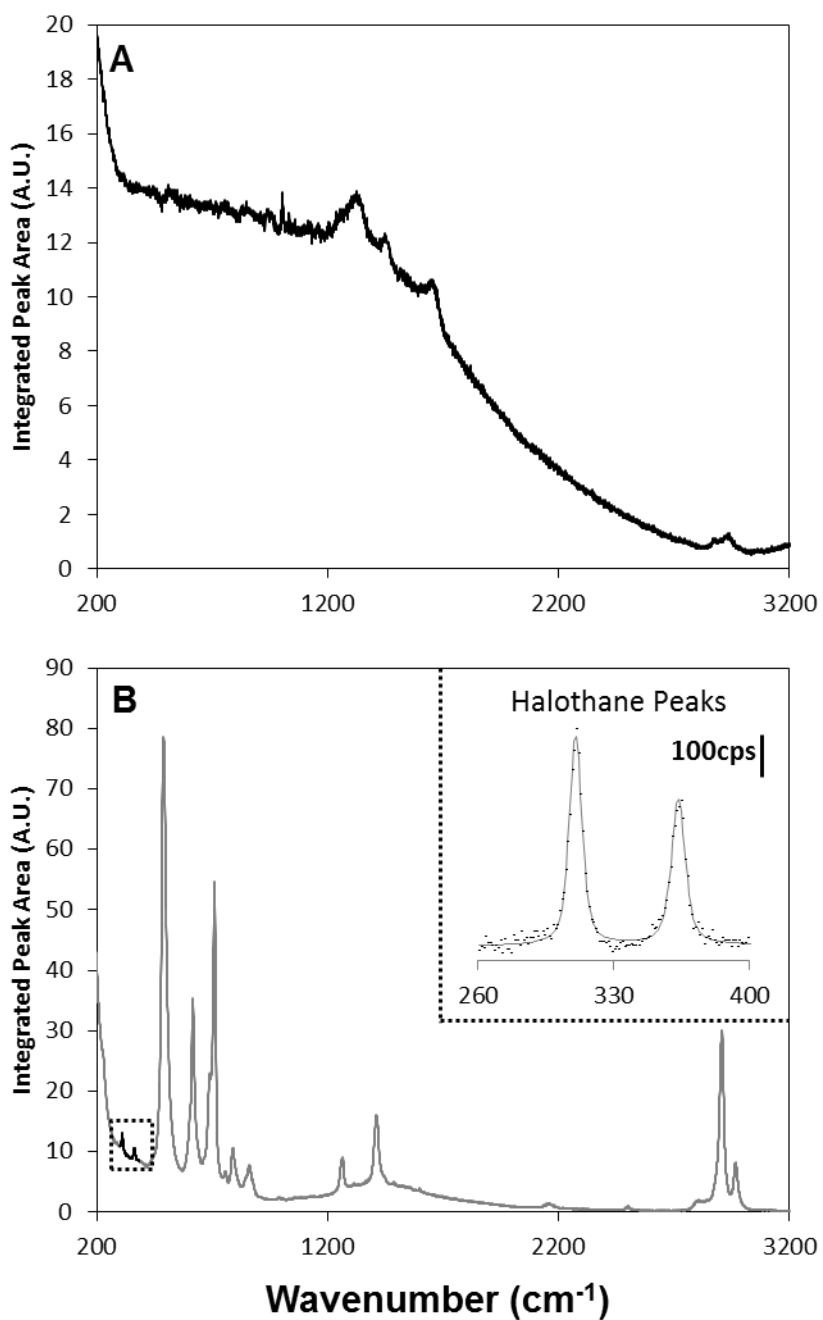 20
A
18
16
14
12
10
8
6
4
2
0
Integrated Peak Area (A.U.)
200 1200 2200 3200
90
B
80
70
60
50
40
30
20
10
0
Integrated Peak Area (A.U.)
Halothane Peaks
100cps
260 330 400
200 1200 2200 3200
Wavenumber (cm-1)